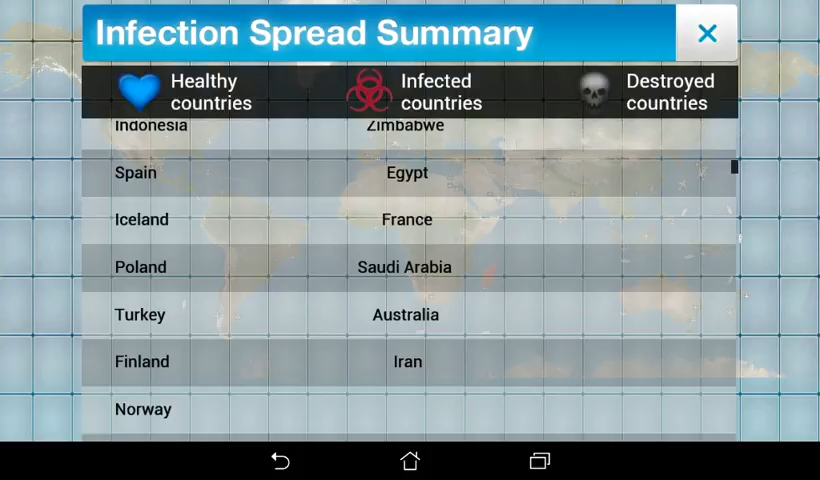 Infection Spread Summary
Healthy countries
Infected countries
Destroyed countries
Indonesia Zimbabwe
Spain Egypt
Iceland France
Poland Saudi Arabia
Turkey Australia
Finland Iran
Norway